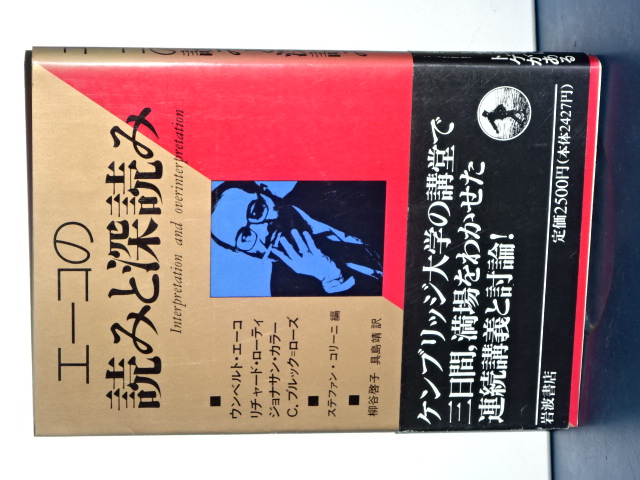 エーコの
読みと深読み
Interpretation and overinterpretation
ウンベルト・エーコ
リチャード・ローティ
ジョナサン・カラー
C.ブルック=ローズ
ステファン・コリーニ 編
柳谷啓子・具島靖 訳
ケンブリッジ大学の講堂で
三日間，満場をわかせた
連続講義と討論！
定価2500円(本体2427円)
岩波書店